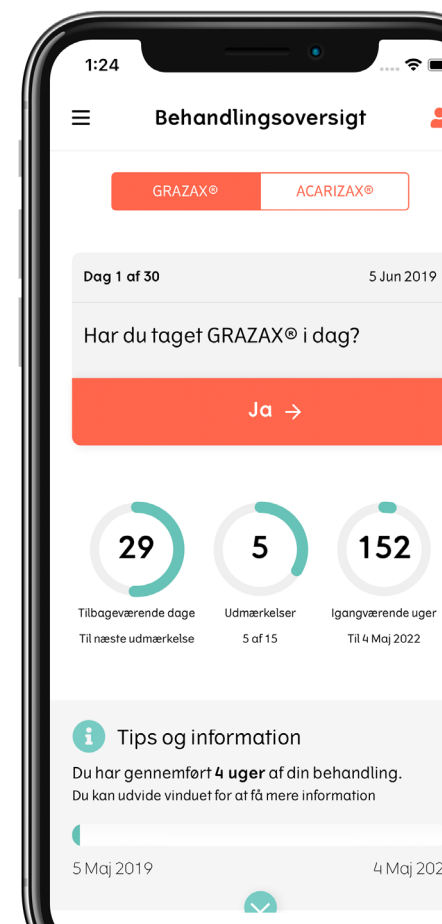 1:24
Behandlingsoversigt
GRAZAX® ACARIZAX®
Dag 1 af 30 5 Jun 2019
Har du taget GRAZAX® i dag?
Ja →
29 5 152
Tilbageværende dage Udmærkelser Igangværende uger
Til næste udmærkelse 5 af 15 Til 4 Maj 2022
Tips og information
Du har gennemført 4 uger af din behandling.
Du kan udvide vinduet for at få mere information
5 Maj 2019 4 Maj 202